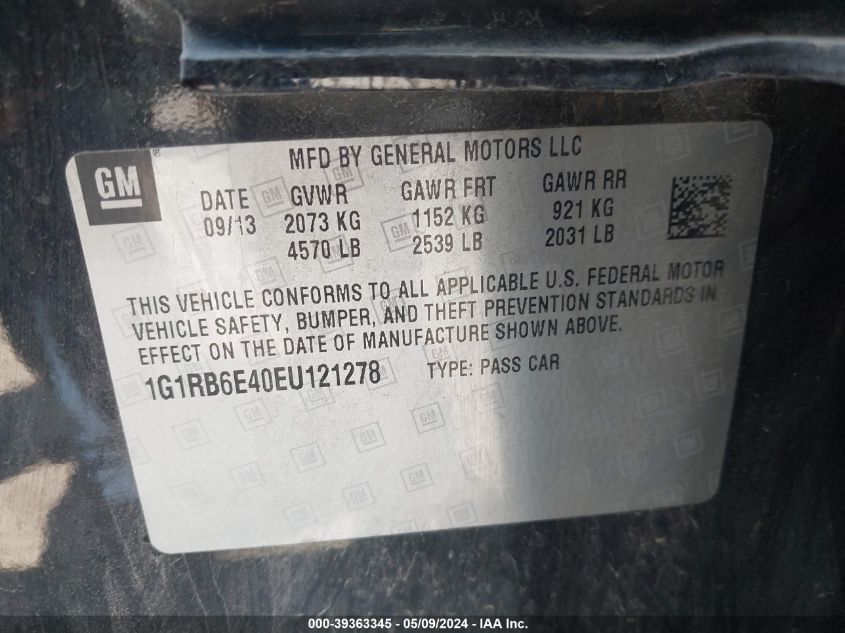 GM
MFD BY GENERAL MOTORS LLC
DATE GVWR GAWR FRT GAWR RR
09/13 2073 KG 1152 KG 921 KG
4570 LB 2539 LB 2031 LB
THIS VEHICLE CONFORMS TO ALL APPLICABLE U.S. FEDERAL MOTOR
VEHICLE SAFETY, BUMPER, AND THEFT PREVENTION STANDARDS IN
EFFECT ON THE DATE OF MANUFACTURE SHOWN ABOVE.
1G1RB6E40EU121278 TYPE: PASS CAR
000-39363345 - 05/09/2024 - IAA Inc.